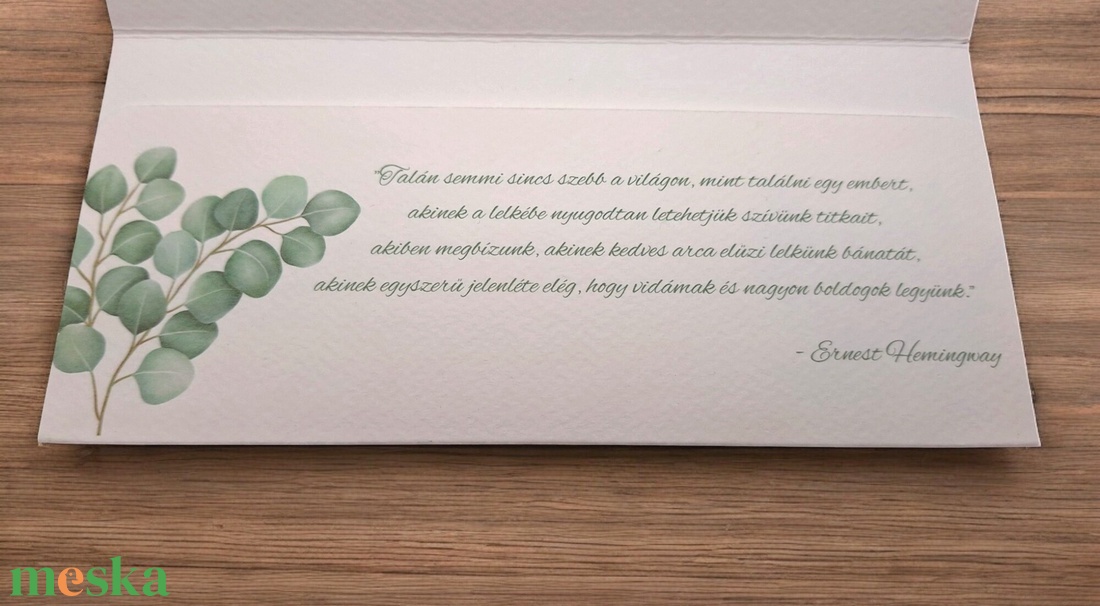 "Talán semmi sincs szebb a világon, mint találni egy embert,
akinek a lelkébe nyugodtan letehetjük szívünk titkait,
akiben megbízunk, akinek kedves arca elűzi lelkünk bánatát,
akinek egyszerű jelenléte elég, hogy vidámak és nagyon boldogok legyünk."
- Ernest Hemingway
meska